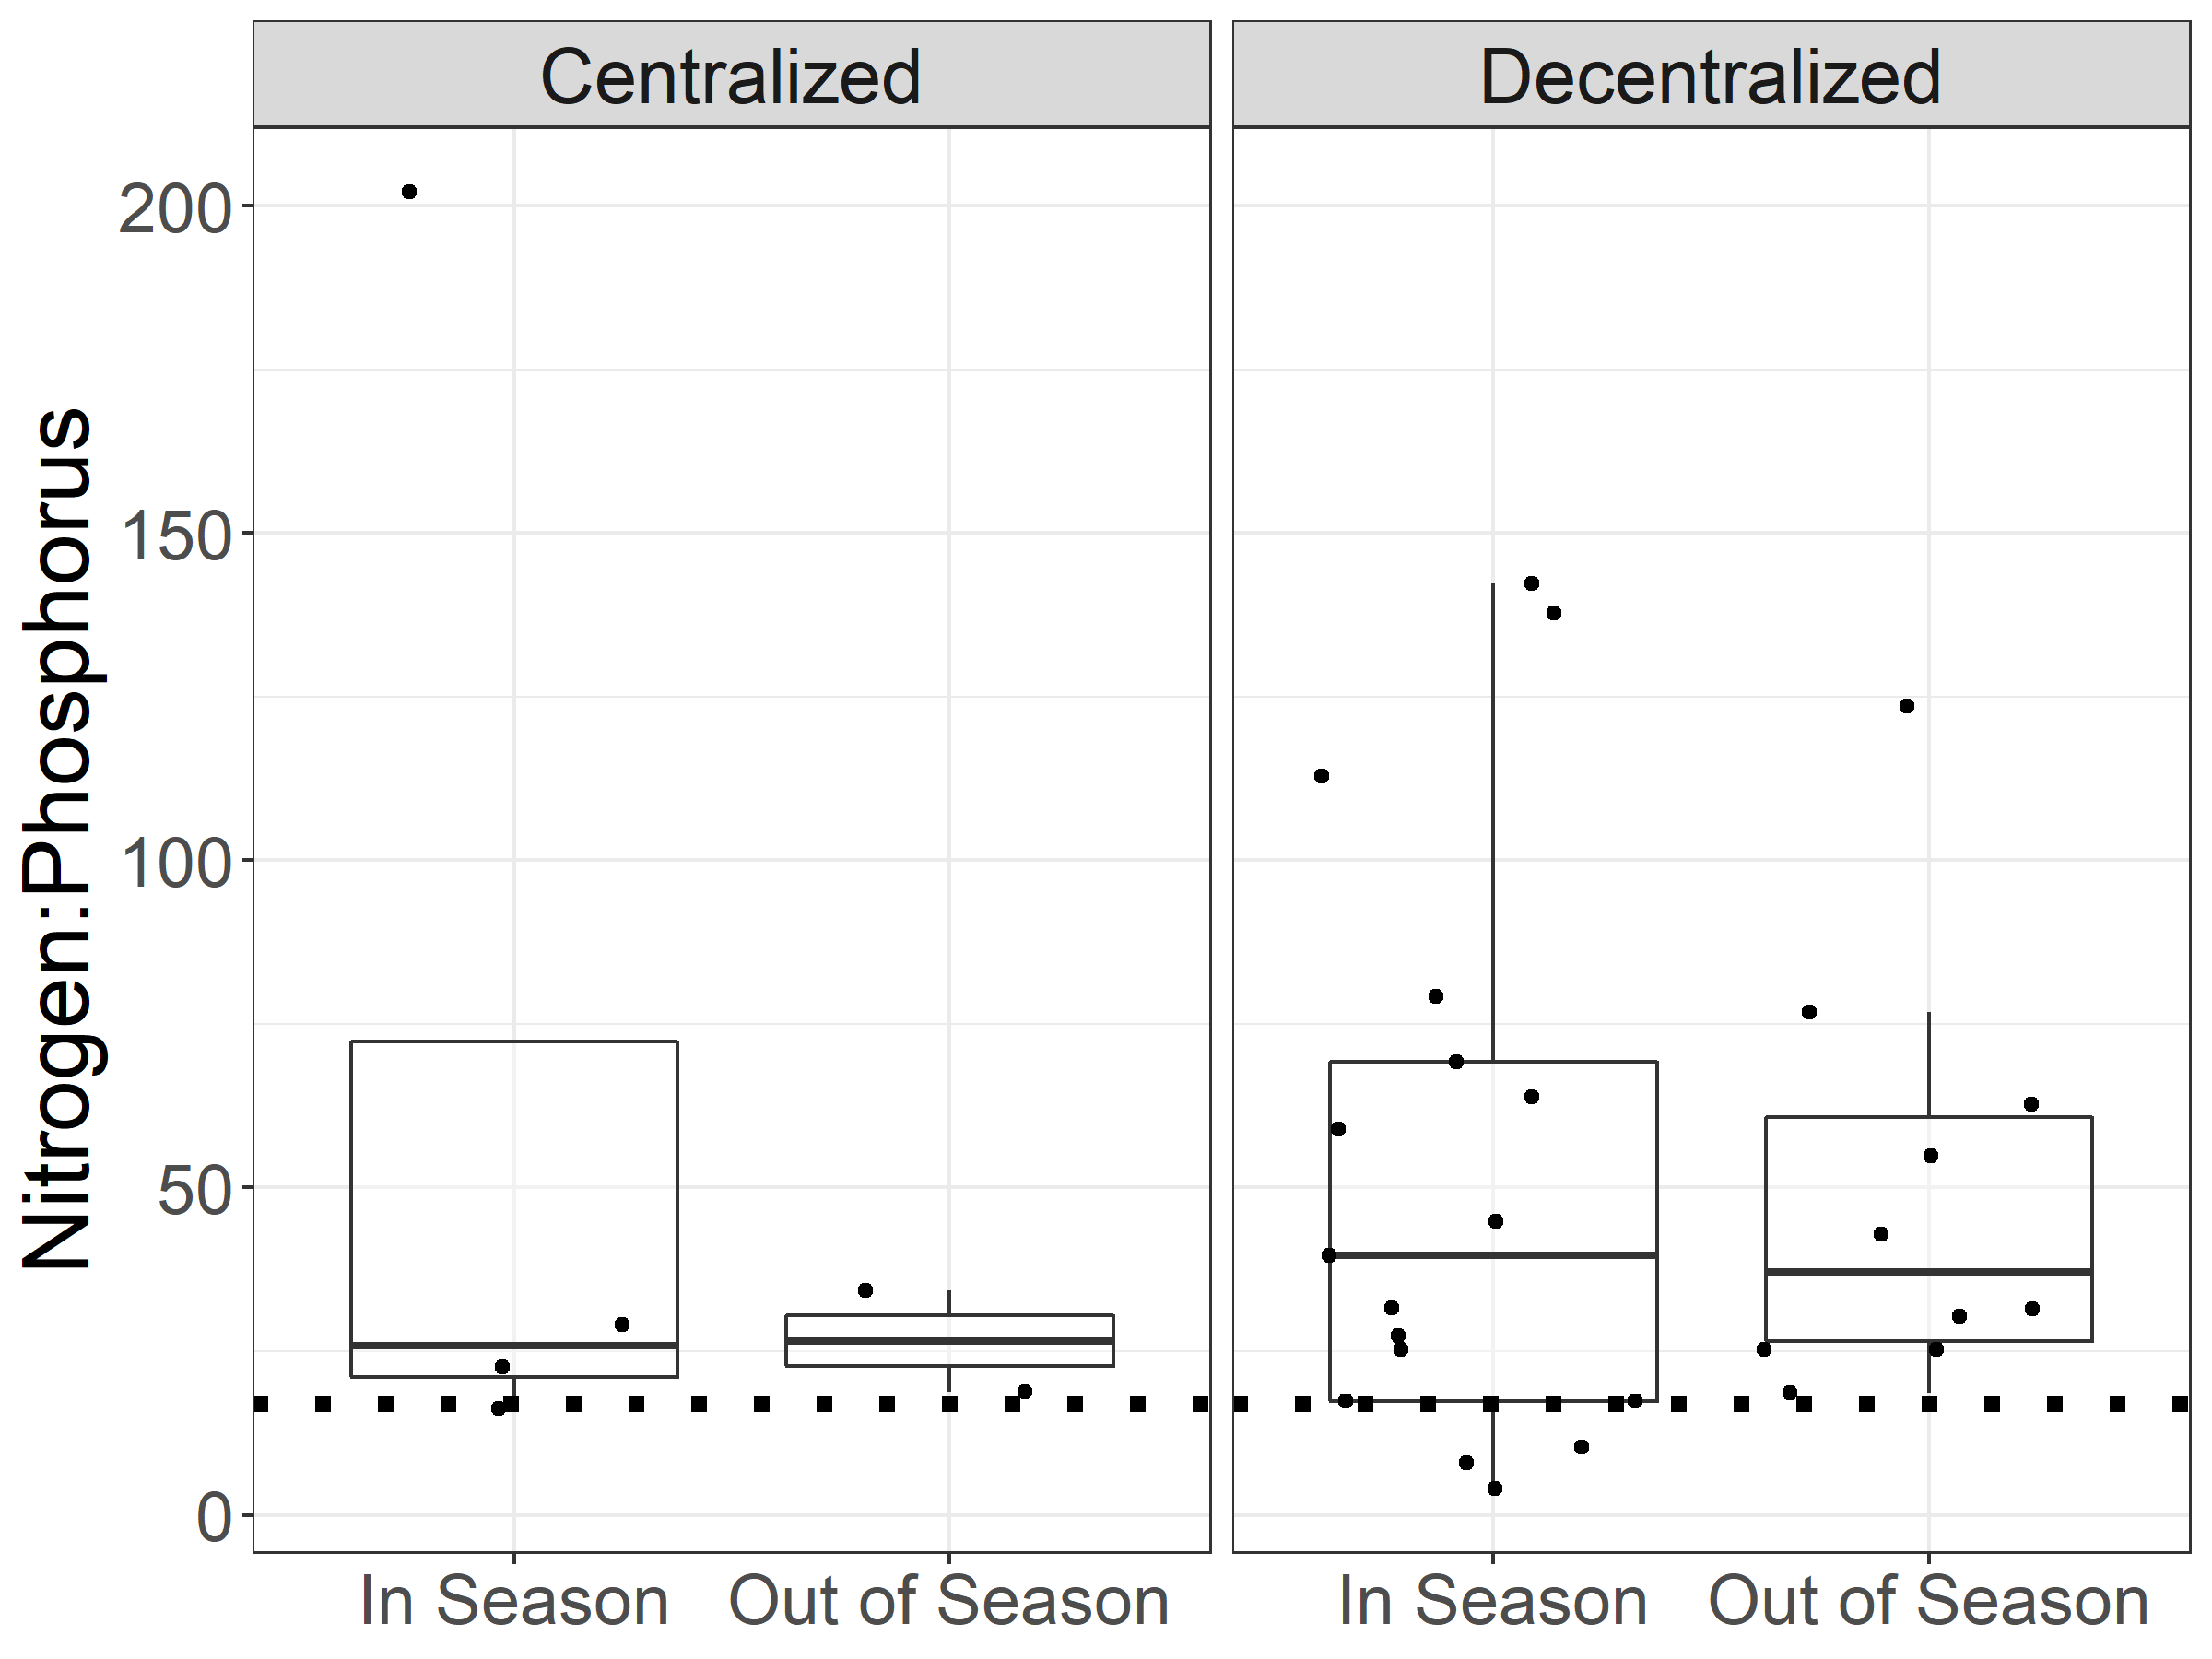 Centralized
Decentralized
Nitrogen:Phosphorus
200
150
100
50
0
In Season
Out of Season
In Season
Out of Season